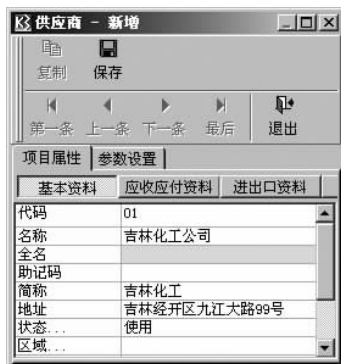 K3 供应商 - 新增
复制 保存
第一条 上一条 下一条 最后 退出
项目属性 参数设置
基本资料 应收应付资料 进出口资料
代码 01
名称 吉林化工公司
全名
助记码
简称 吉林化工
地址 吉林经开区九江大路99号
状态... 使用
区域...